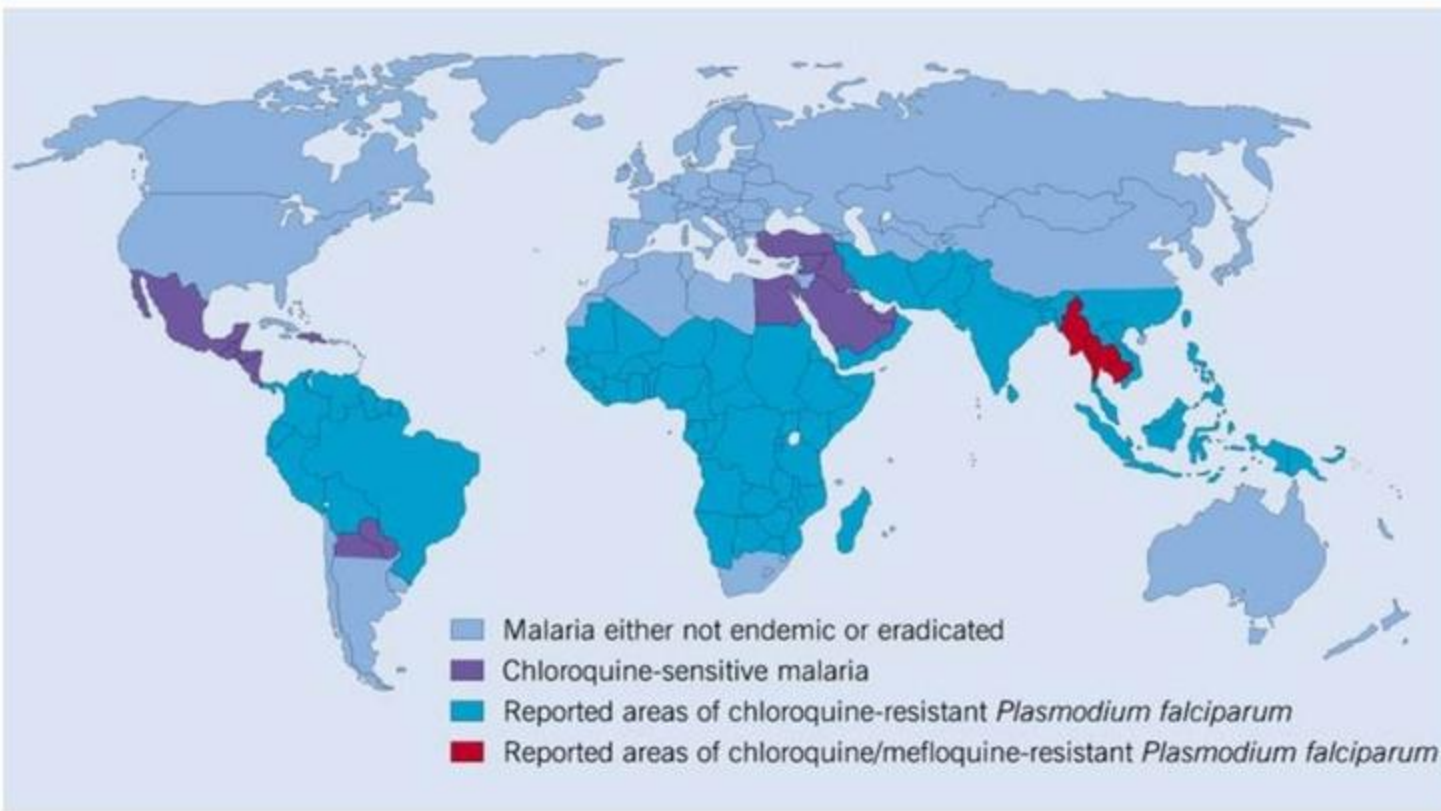 Malaria either not endemic or eradicated
Chloroquine-sensitive malaria
Reported areas of chloroquine-resistant Plasmodium falciparum
Reported areas of chloroquine/mefloquine-resistant Plasmodium falciparum